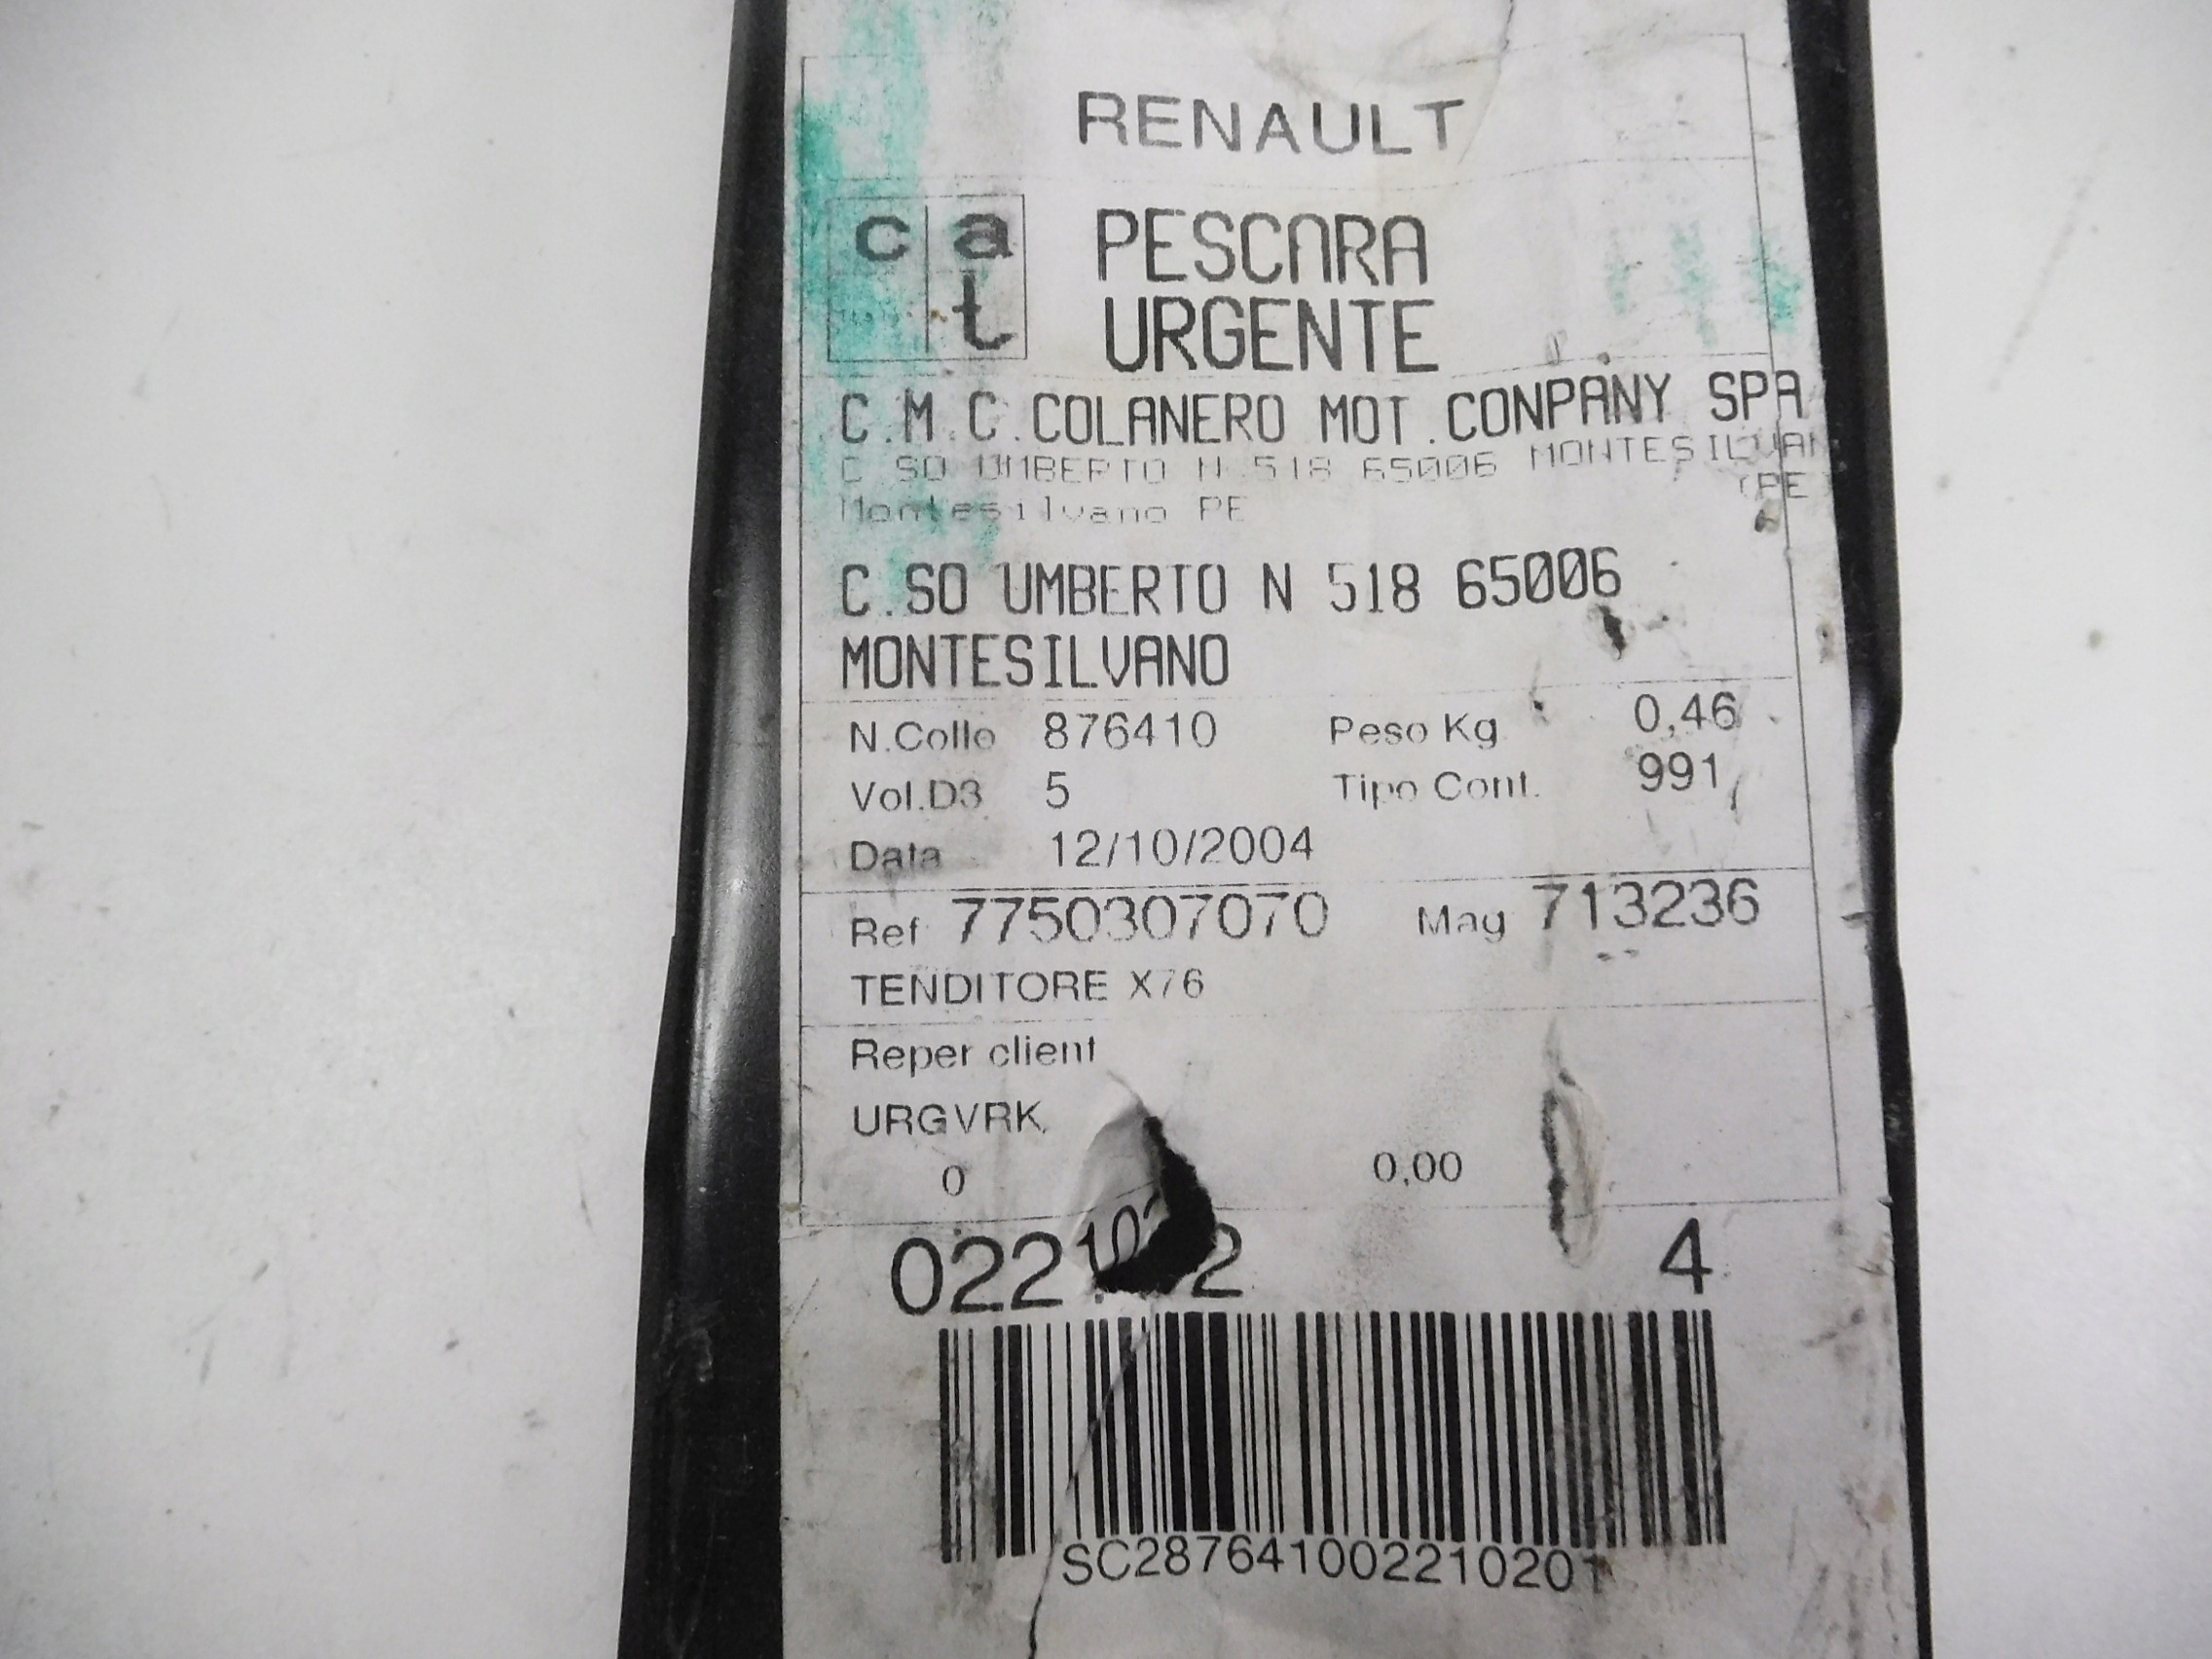 RENAULT
c a
t
PESCARA
URGENTE
C.M.C.COLANERO MOT.CONPANY SPA
C SO UMBERTO N 518 65006 MONTESILVAN
(PE
Montesilvano PE
C.SO UMBERTO N 518 65006
MONTESILVANO
N.Collo 876410 Peso Kg 0,46
Vol.D3 5 Tipo Cont. 991
Data 12/10/2004
Ref 7750307070 Mag 713236
TENDITORE X76
Reper client
URGVRK
0 0,00
4
SC287641002210201